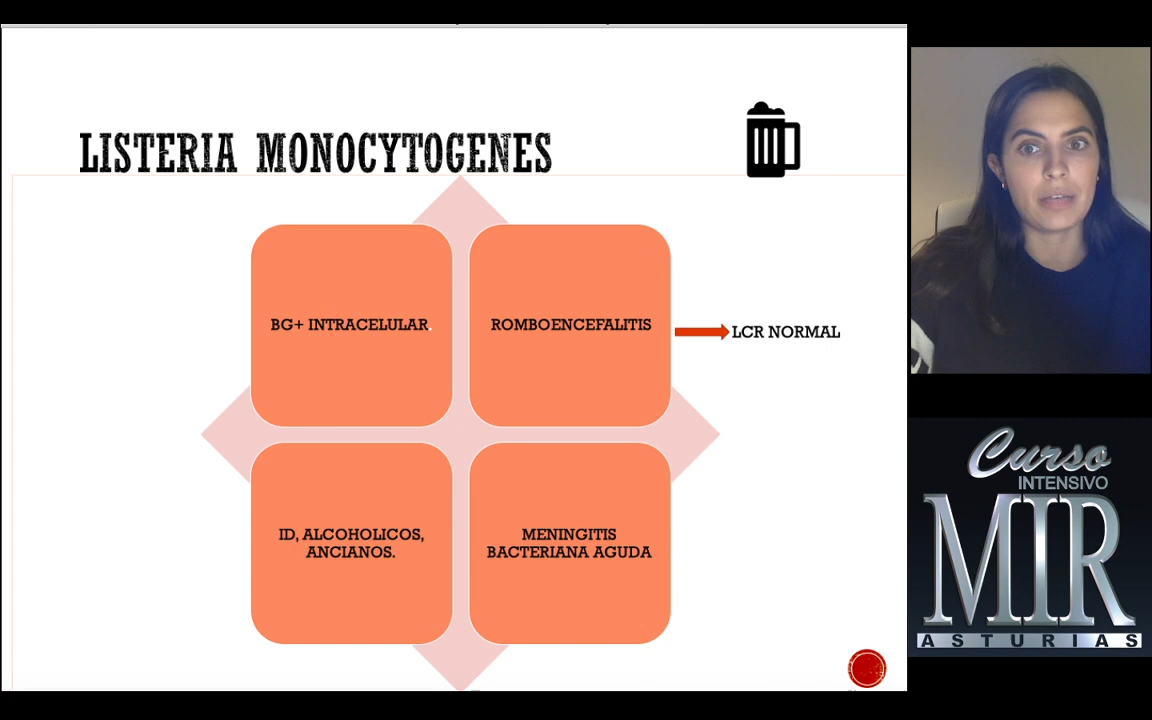 LISTERIA MONOCYTOGENES
BG+ INTRACELULAR.
ROMBOENCEFALITIS
LCR NORMAL
ID, ALCOHOLICOS,
ANCIANOS.
MENINGITIS
BACTERIANA AGUDA
Curso
INTENSIVO
MIR
ASTURIAS